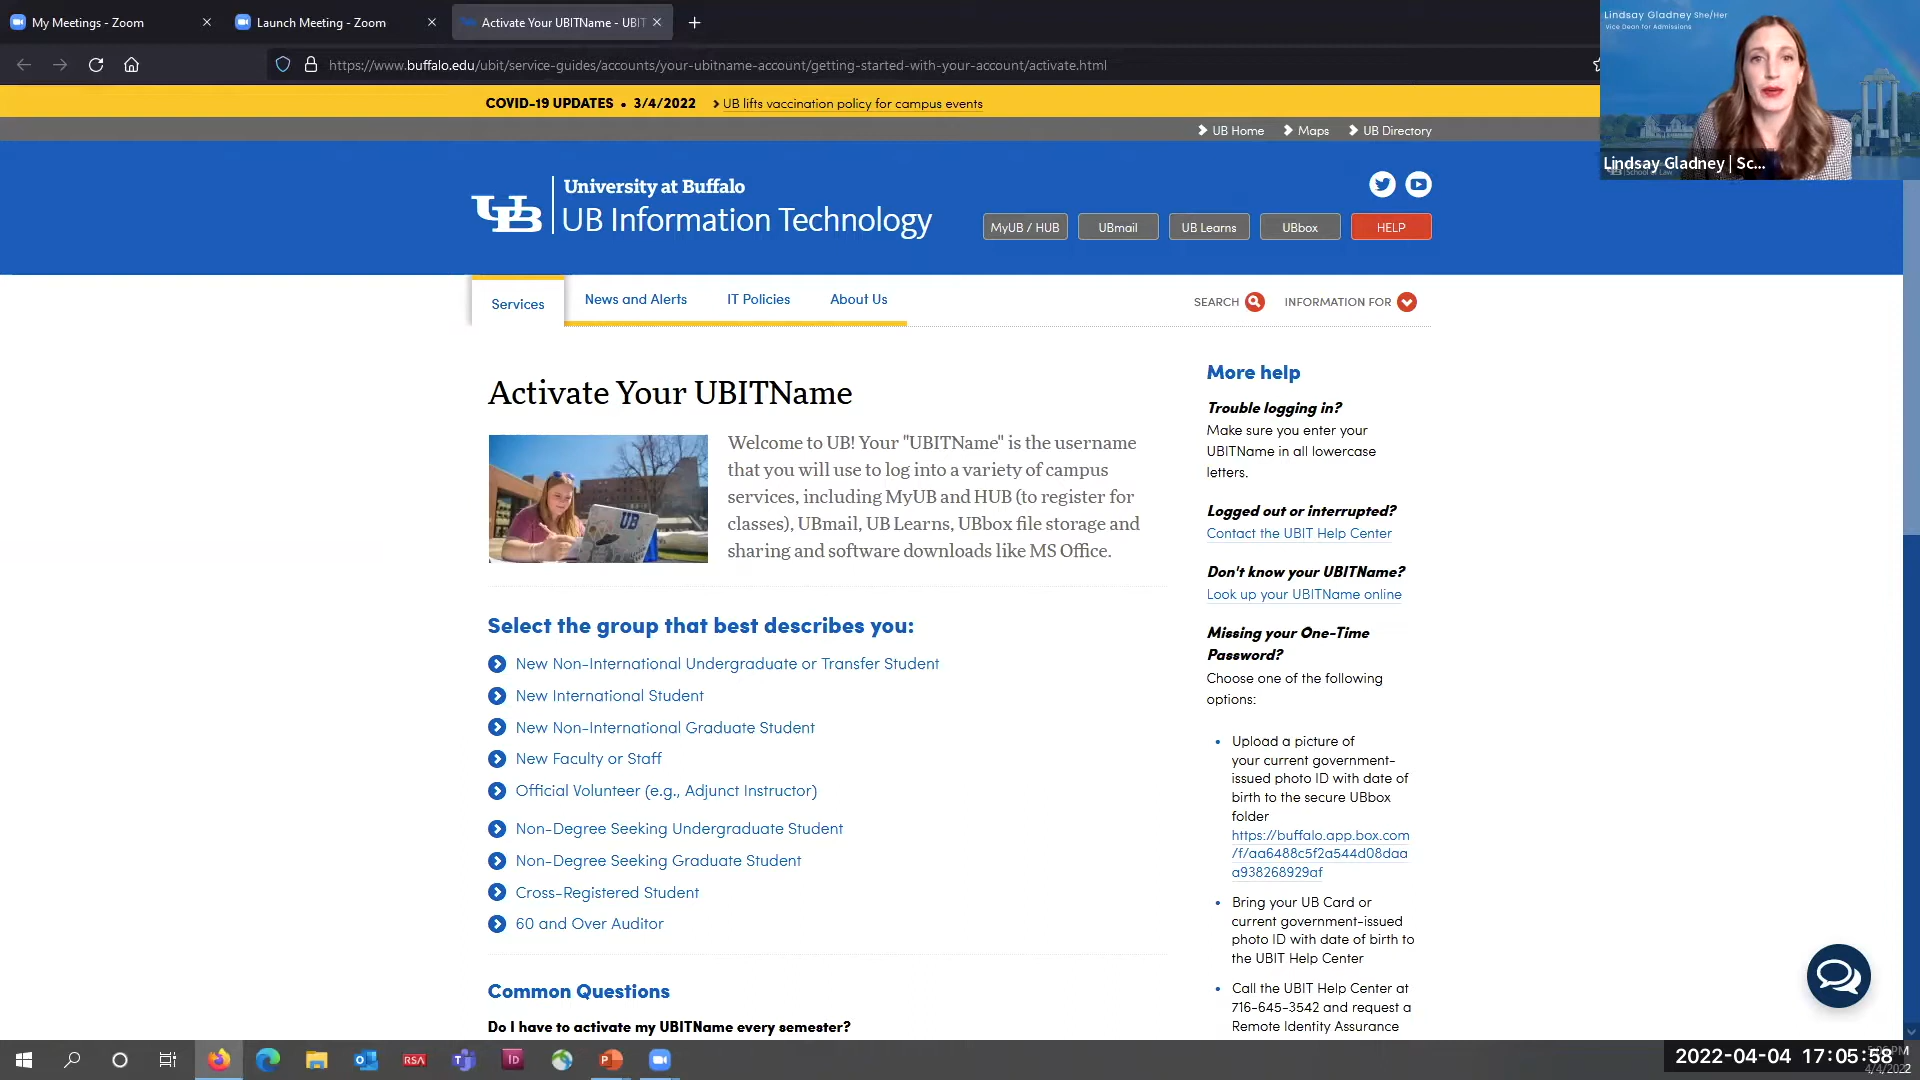 My Meetings - Zoom
Launch Meeting - Zoom
Activate Your UBITName - UBIT
https://www.buffalo.edu/ubit/service-guides/accounts/your-ubitname-account/getting-started-with-your-account/activate.html
Lindsay Gladney She/Her
Vice Dean for Admissions
Lindsay Gladney | Sc...
School of Law
COVID-19 UPDATES • 3/4/2022 UB lifts vaccination policy for campus events
UB Home Maps UB Directory
University at Buffalo
UB Information Technology
MyUB / HUB UBmail UB Learns UBbox HELP
Services News and Alerts IT Policies About Us
SEARCH INFORMATION FOR
Activate Your UBITName
UB
Welcome to UB! Your "UBITName" is the username
that you will use to log into a variety of campus
services, including MyUB and HUB (to register for
classes), UBmail, UB Learns, UBbox file storage and
sharing and software downloads like MS Office.
Select the group that best describes you:
New Non-International Undergraduate or Transfer Student
New International Student
New Non-International Graduate Student
New Faculty or Staff
Official Volunteer (e.g., Adjunct Instructor)
Non-Degree Seeking Undergraduate Student
Non-Degree Seeking Graduate Student
Cross-Registered Student
60 and Over Auditor
Common Questions
Do I have to activate my UBITName every semester?
More help
Trouble logging in?
Make sure you enter your
UBITName in all lowercase
letters.
Logged out or interrupted?
Contact the UBIT Help Center
Don't know your UBITName?
Look up your UBITName online
Missing your One-Time
Password?
Choose one of the following
options:
• Upload a picture of
your current government-
issued photo ID with date of
birth to the secure UBbox
folder
https://buffalo.app.box.com
/f/aa6488c5f2a544d08daa
a938268929af
• Bring your UB Card or
current government-issued
photo ID with date of birth to
the UBIT Help Center
• Call the UBIT Help Center at
716-645-3542 and request a
Remote Identity Assurance
RSA
ID
2022-04-04 17:05:58